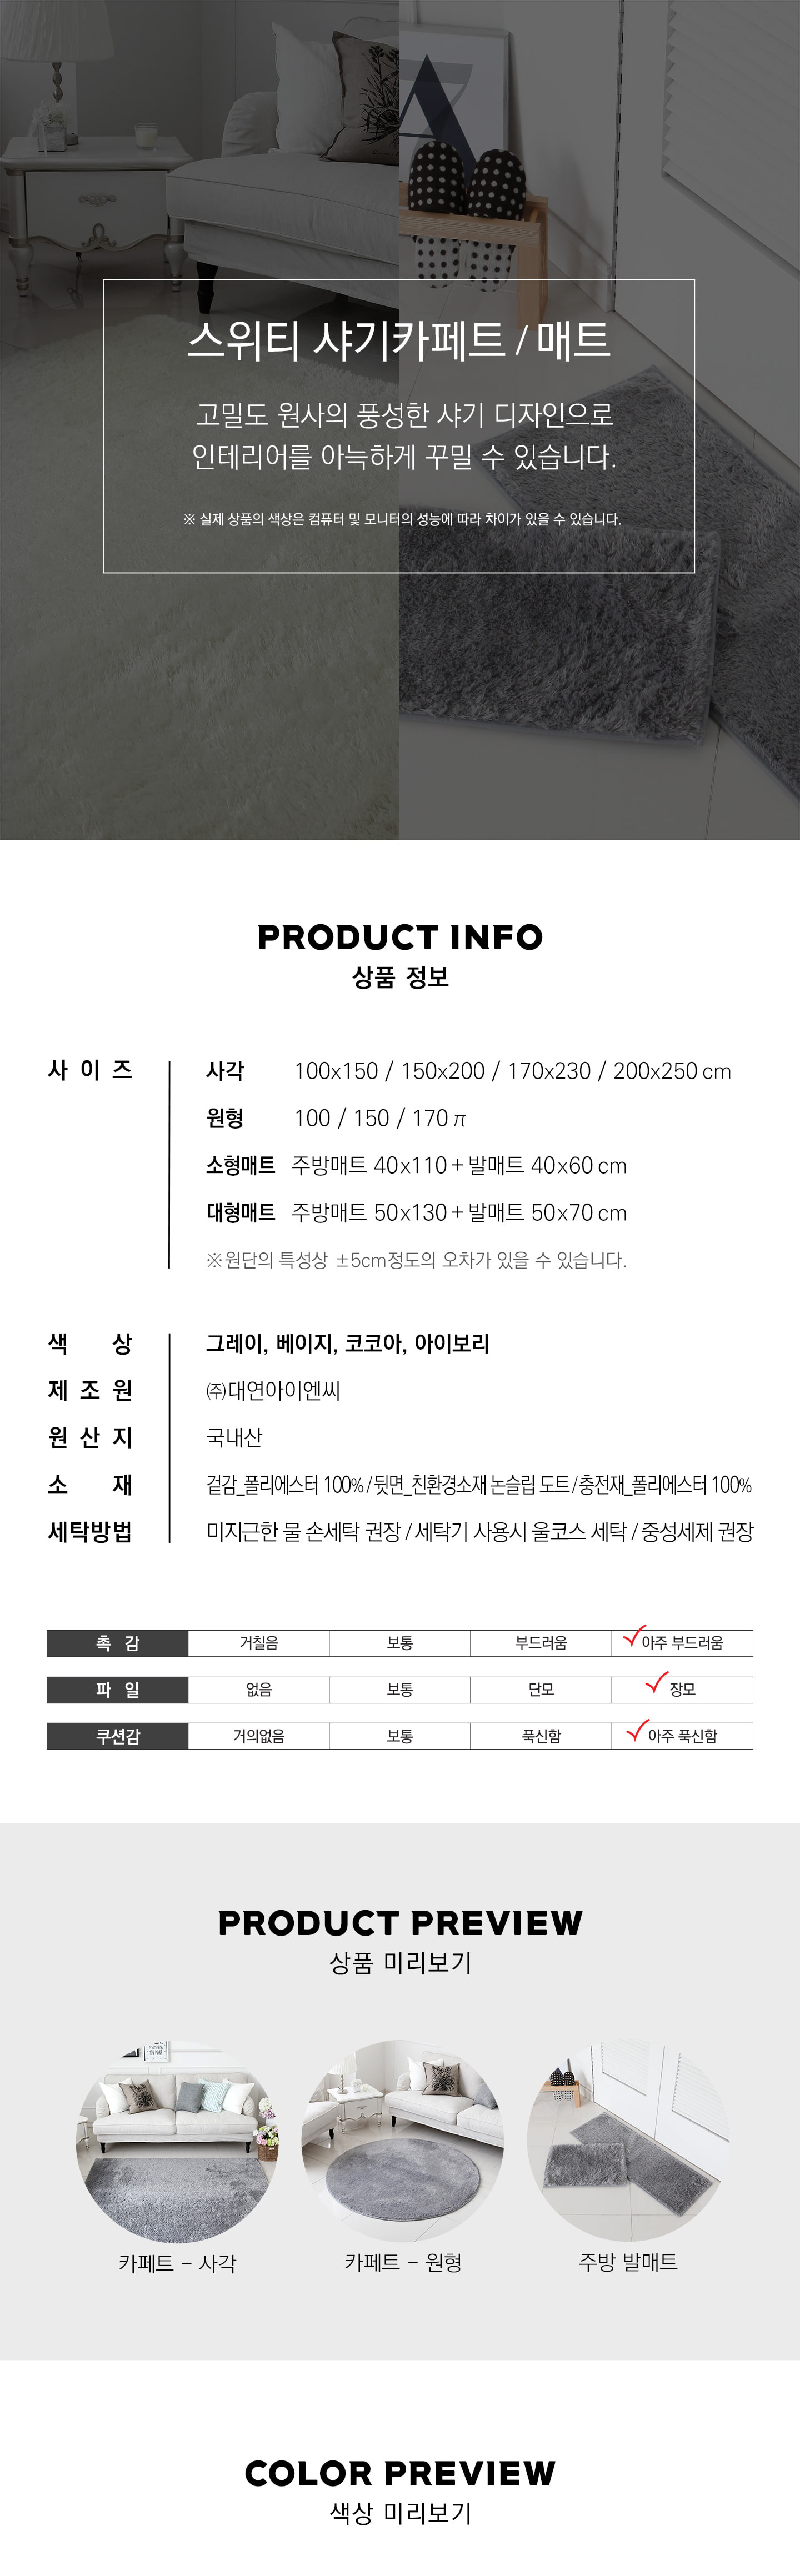 스위티 샤기카페트 / 매트
고밀도 원사의 풍성한 샤기 디자인으로
인테리어를 아늑하게 꾸밀 수 있습니다.
※ 실제 상품의 색상은 컴퓨터 및 모니터의 성능에 따라 차이가 있을 수 있습니다.
PRODUCT INFO
상품 정보
사 이 즈 사각 100x150 / 150x200 / 170x230 / 200x250 cm
원형 100 / 150 / 170 π
소형매트 주방매트 40x110 + 발매트 40x60 cm
대형매트 주방매트 50x130 + 발매트 50x70 cm
※원단의 특성상 ±5cm정도의 오차가 있을 수 있습니다.
색 상 그레이, 베이지, 코코아, 아이보리
제 조 원 ㈜대연아이엔씨
원 산 지 국내산
소 재 겉감_폴리에스터 100% / 뒷면_친환경소재 논슬립 도트 / 충전재_폴리에스터 100%
세탁방법 미지근한 물 손세탁 권장 / 세탁기 사용시 울코스 세탁 / 중성세제 권장
촉 감 거칠음 보통 부드러움 아주 부드러움
파 일 없음 보통 단모 장모
쿠션감 거의없음 보통 푹신함 아주 푹신함
PRODUCT PREVIEW
상품 미리보기
카페트 - 사각 카페트 - 원형 주방 발매트
COLOR PREVIEW
색상 미리보기